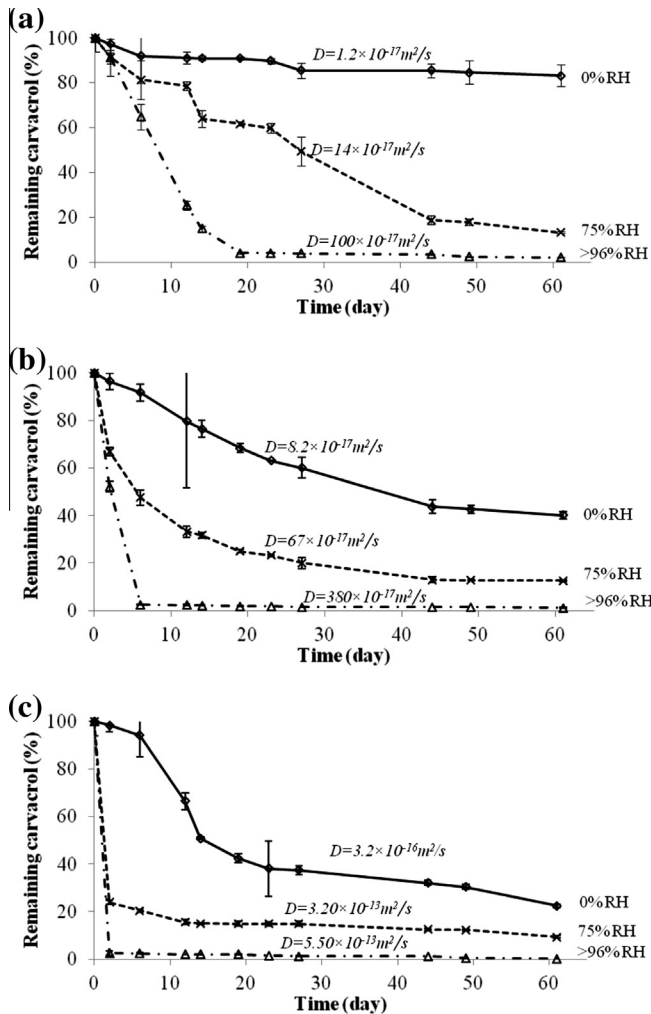 (a)
Remaining carvacrol (%)
100
80
60
40
20
0
D=1.2×10⁻¹⁷m²/s
0%RH
D=14×10⁻¹⁷m²/s
75%RH
D=100×10⁻¹⁷m²/s
>96%RH
0 10 20 30 40 50 60
Time (day)
(b)
Remaining carvacrol (%)
100
80
60
40
20
0
D=8.2×10⁻¹⁷m²/s
0%RH
D=67×10⁻¹⁷m²/s
75%RH
D=380×10⁻¹⁷m²/s
>96%RH
0 10 20 30 40 50 60
Time (day)
(c)
Remaining carvacrol (%)
100
80
60
40
20
0
D=3.2×10⁻¹⁶m²/s
0%RH
D=3.20×10⁻¹³m²/s
75%RH
D=5.50×10⁻¹³m²/s
>96%RH
0 10 20 30 40 50 60
Time (day)